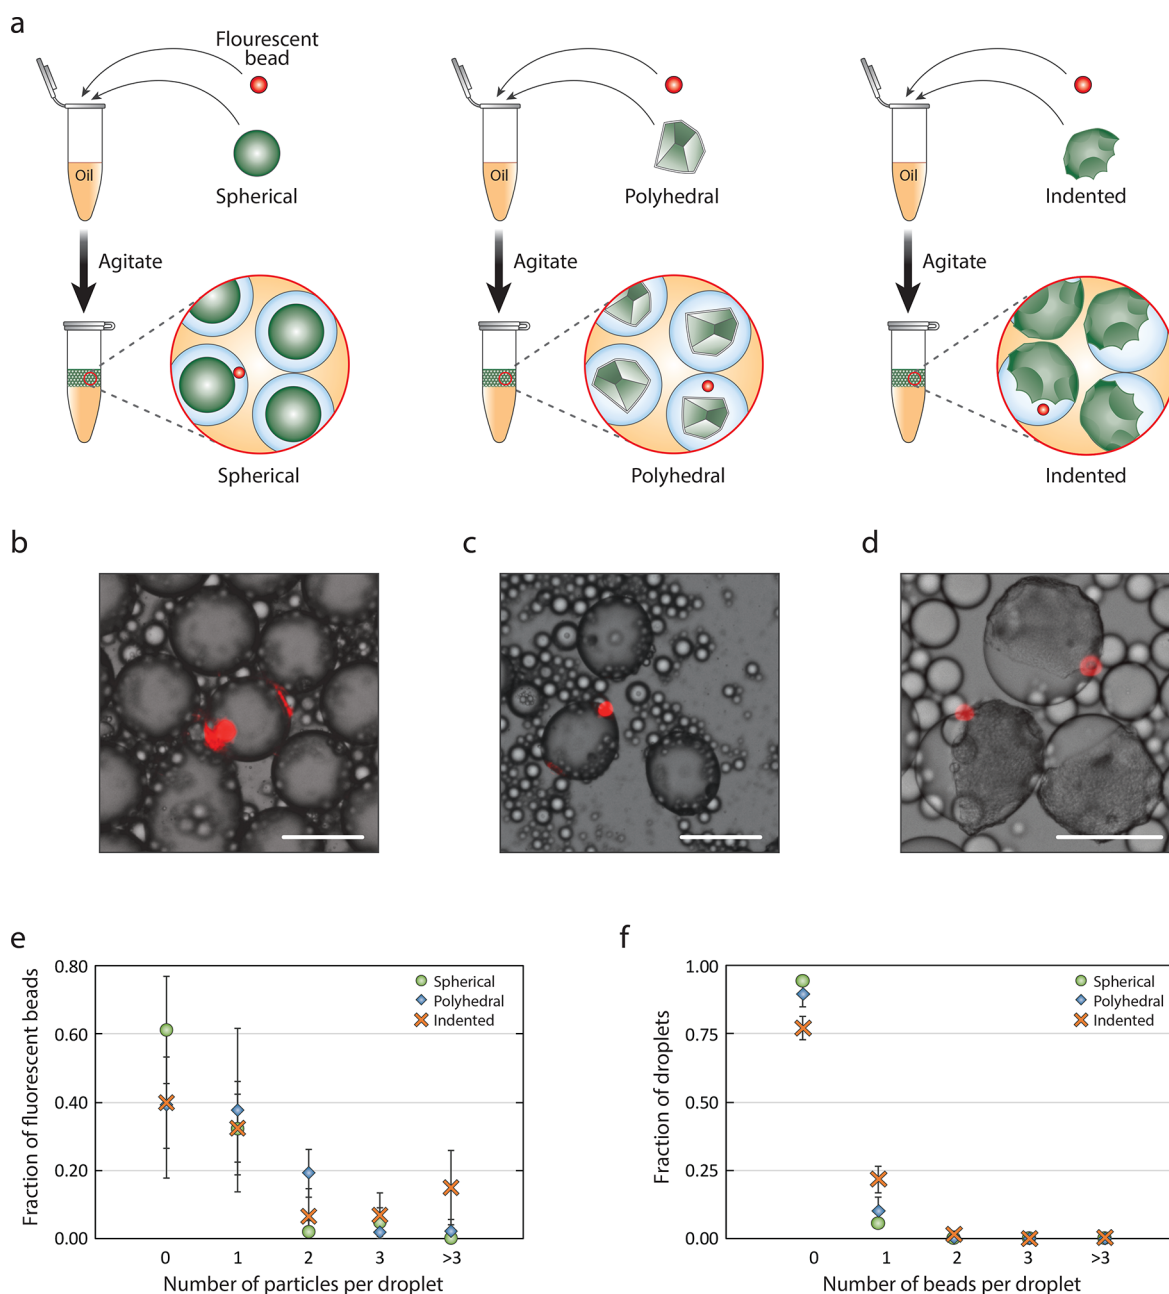 a
Flourescent
bead
Oil
Spherical
Agitate
Spherical
Oil
Polyhedral
Agitate
Polyhedral
Oil
Indented
Agitate
Indented
b
c
d
e
Fraction of fluorescent beads
0.80
0.60
0.40
0.20
0.00
Spherical
Polyhedral
Indented
0 1 2 3 >3
Number of particles per droplet
f
Fraction of droplets
1.00
0.75
0.50
0.25
0.00
Spherical
Polyhedral
Indented
0 1 2 3 >3
Number of beads per droplet